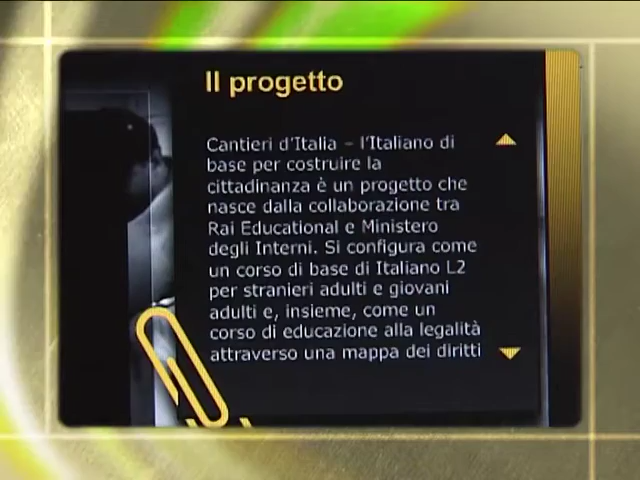 Il progetto
Cantieri d'Italia – l'Italiano di
base per costruire la
cittadinanza è un progetto che
nasce dalla collaborazione tra
Rai Educational e Ministero
degli Interni. Si configura come
un corso di base di Italiano L2
per stranieri adulti e giovani
adulti e, insieme, come un
corso di educazione alla legalità
attraverso una mappa dei diritti